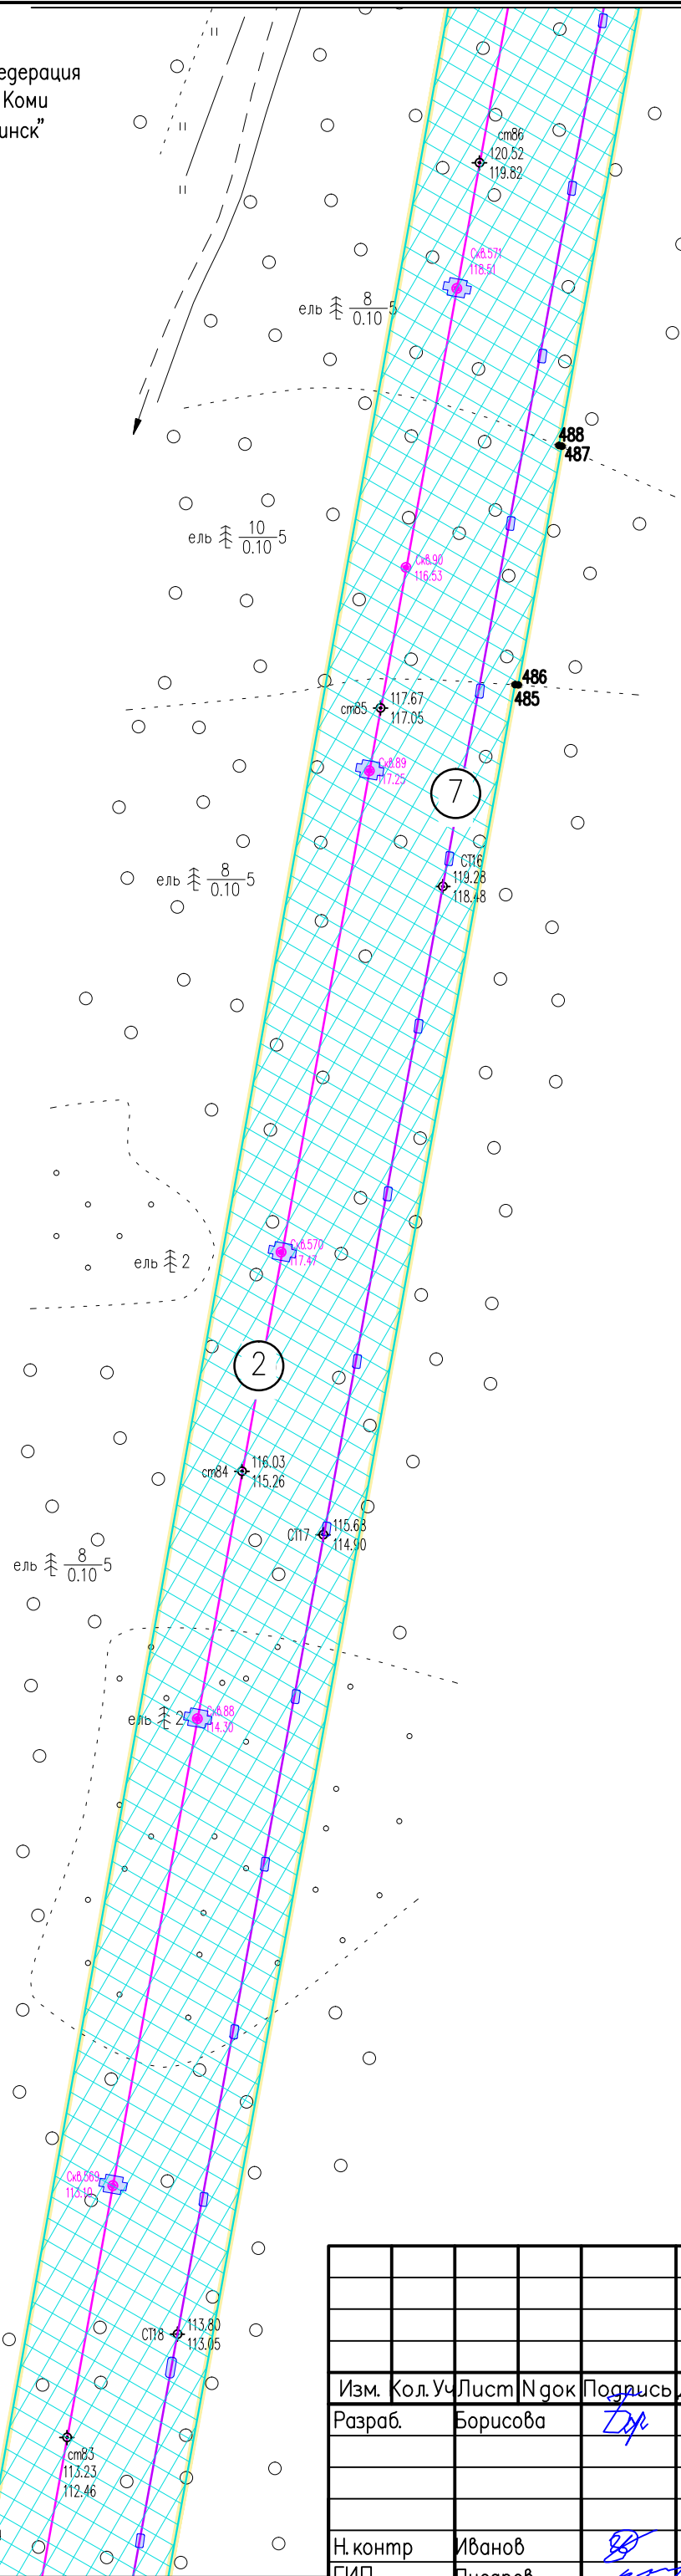 едерация
Коми
инск"
ст86
120.52
119.82
Скв.571
118.51
ель 8
0.10 5
488
487
ель 10
0.10 5
Скв.90
116.53
486
485
ст85 117.67
117.05
Скв.89
117.25
7
СТ16
119.28
118.48
ель 8
0.10 5
Скв.570
117.47
ель 2
2
ст84 116.03
115.26
СТ17 115.63
114.90
ель 8
0.10 5
ель 2
Скв.88
114.30
Скв.569
113.10
СТ18 113.80
113.05
ст83
113.23
112.46
Изм. Кол.Уч Лист N док Подпись
Разраб. Борисова
Н.контр Иванов
ГИП